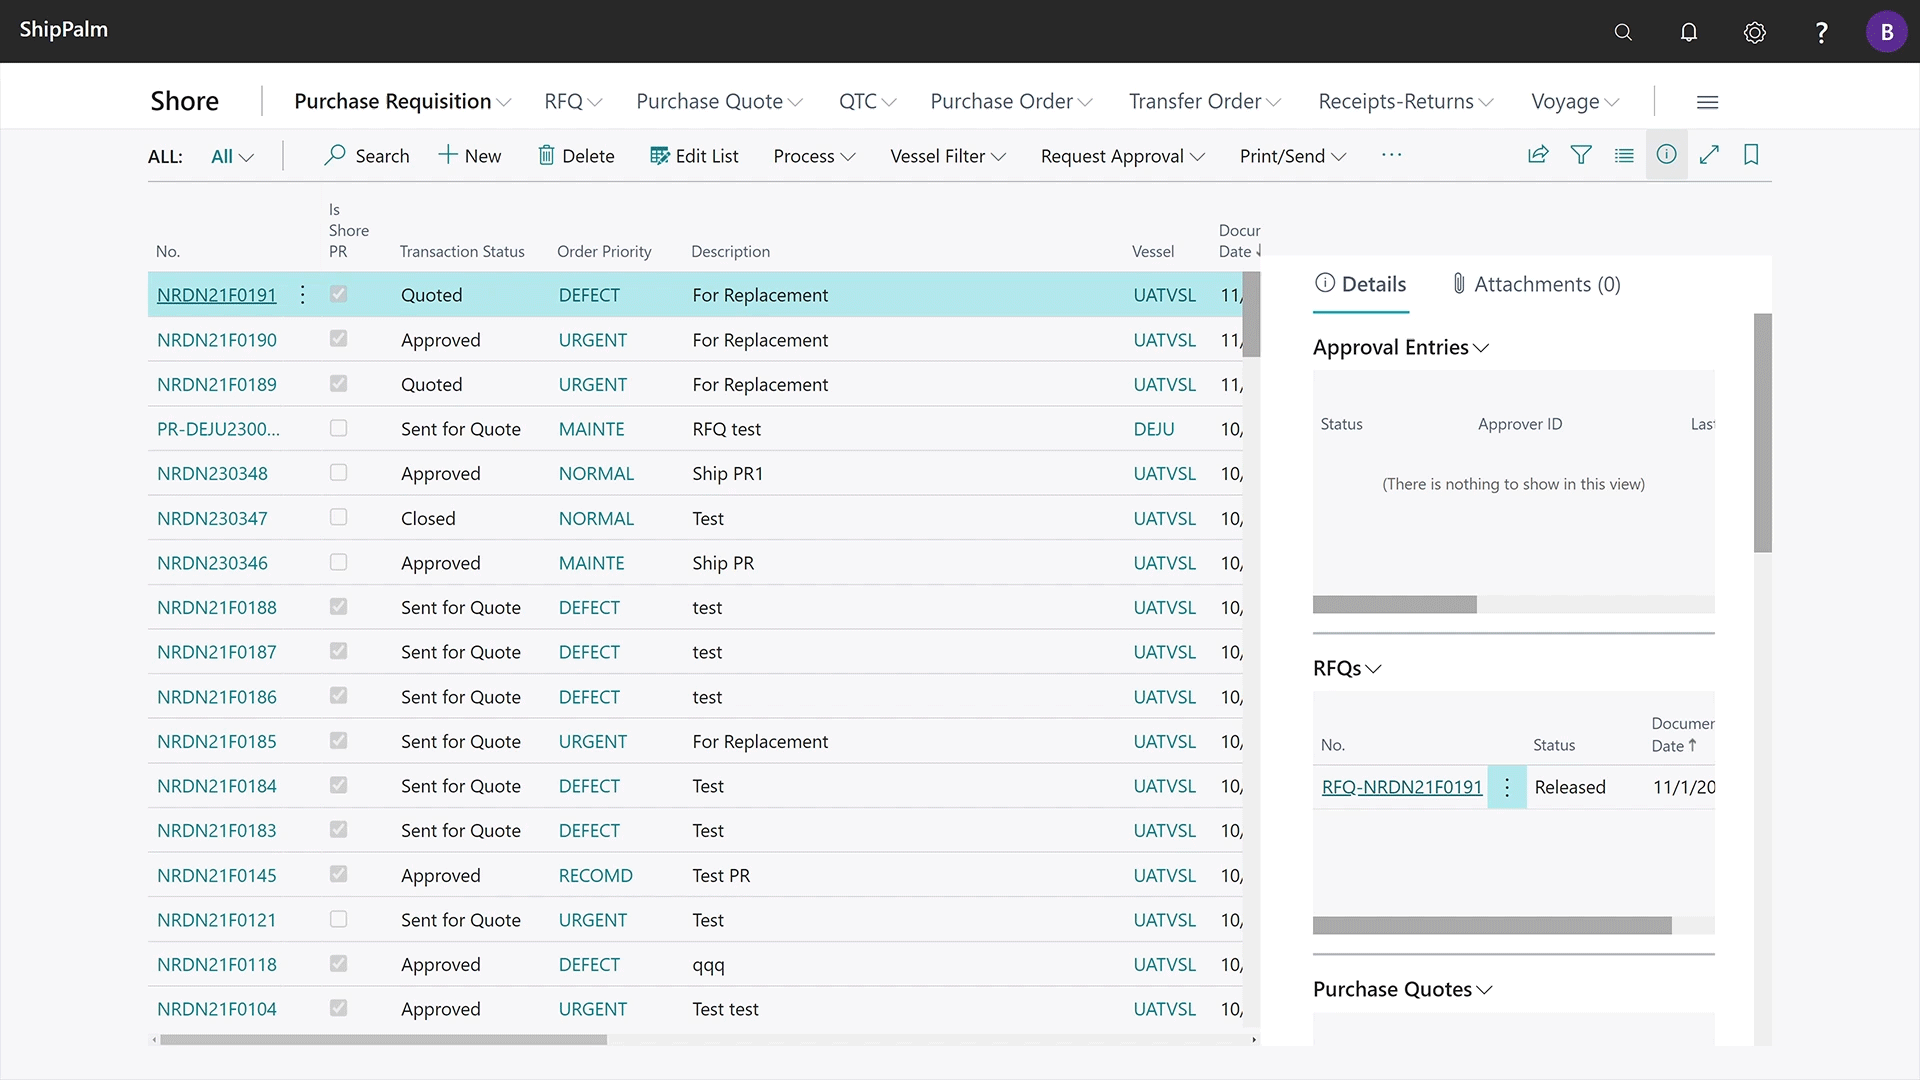 ShipPalm
? B
Shore Purchase Requisition RFQ Purchase Quote QTC Purchase Order Transfer Order Receipts-Returns Voyage
ALL: All Search New Delete Edit List Process Vessel Filter Request Approval Print/Send ···
No. Is Shore PR Transaction Status Order Priority Description Vessel Docur Date ↓
NRDN21F0191 Quoted DEFECT For Replacement UATVSL 11/
NRDN21F0190 Approved URGENT For Replacement UATVSL 11/
NRDN21F0189 Quoted URGENT For Replacement UATVSL 11/
PR-DEJU2300... Sent for Quote MAINTE RFQ test DEJU 10/
NRDN230348 Approved NORMAL Ship PR1 UATVSL 10/
NRDN230347 Closed NORMAL Test UATVSL 10/
NRDN230346 Approved MAINTE Ship PR UATVSL 10/
NRDN21F0188 Sent for Quote DEFECT test UATVSL 10/
NRDN21F0187 Sent for Quote DEFECT test UATVSL 10/
NRDN21F0186 Sent for Quote DEFECT test UATVSL 10/
NRDN21F0185 Sent for Quote URGENT For Replacement UATVSL 10/
NRDN21F0184 Sent for Quote DEFECT Test UATVSL 10/
NRDN21F0183 Sent for Quote DEFECT Test UATVSL 10/
NRDN21F0145 Approved RECOMD Test PR UATVSL 10/
NRDN21F0121 Sent for Quote URGENT Test UATVSL 10/
NRDN21F0118 Approved DEFECT qqq UATVSL 10/
NRDN21F0104 Approved URGENT Test test UATVSL 10/
Details Attachments (0)
Approval Entries
Status Approver ID Last
(There is nothing to show in this view)
RFQs
No. Status Documer Date ↑
RFQ-NRDN21F0191 Released 11/1/20
Purchase Quotes